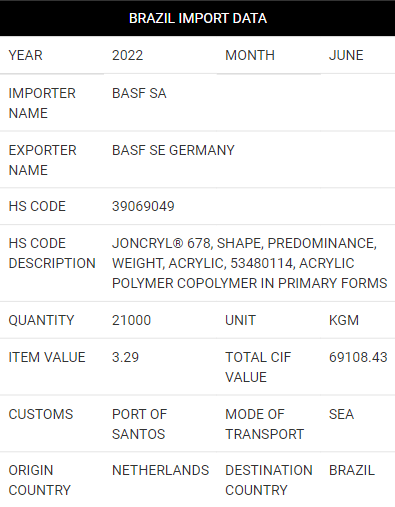 BRAZIL IMPORT DATA
YEAR 2022 MONTH JUNE
IMPORTER BASF SA
NAME
EXPORTER BASF SE GERMANY
NAME
HS CODE 39069049
HS CODE JONCRYL® 678, SHAPE, PREDOMINANCE,
DESCRIPTION WEIGHT, ACRYLIC, 53480114, ACRYLIC
POLYMER COPOLYMER IN PRIMARY FORMS
QUANTITY 21000 UNIT KGM
ITEM VALUE 3.29 TOTAL CIF 69108.43
VALUE
CUSTOMS PORT OF MODE OF SEA
SANTOS TRANSPORT
ORIGIN NETHERLANDS DESTINATION BRAZIL
COUNTRY COUNTRY